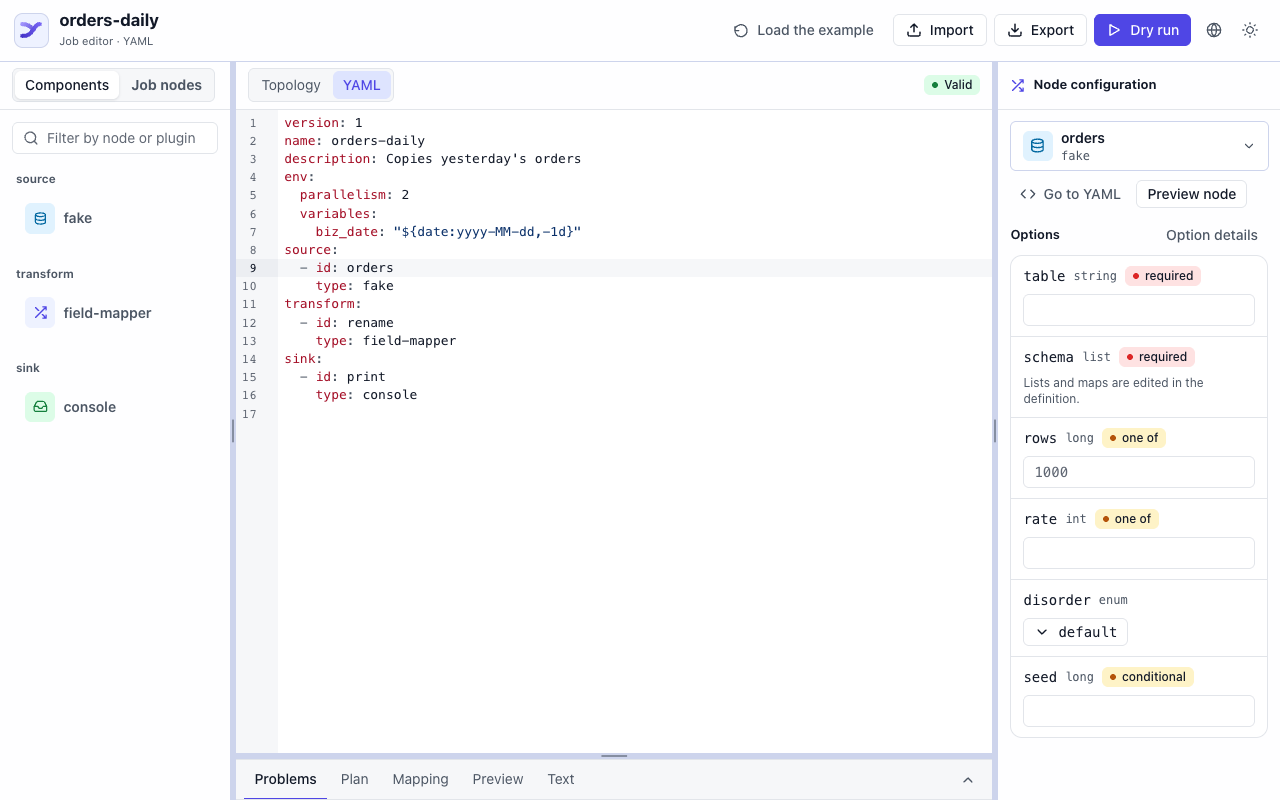 orders-daily
Job editor · YAML
Load the example
Import
Export
Dry run
Components
Job nodes
Filter by node or plugin
source
fake
transform
field-mapper
sink
console
Topology
YAML
Valid
1 version: 1
2 name: orders-daily
3 description: Copies yesterday's orders
4 env:
5 parallelism: 2
6 variables:
7 biz_date: "${date:yyyy-MM-dd,-1d}"
8 source:
9 - id: orders
10 type: fake
11 transform:
12 - id: rename
13 type: field-mapper
14 sink:
15 - id: print
16 type: console
17
Problems
Plan
Mapping
Preview
Text
Node configuration
orders
fake
Go to YAML
Preview node
Options
Option details
table string required
schema list required
Lists and maps are edited in the
definition.
rows long one of
1000
rate int one of
disorder enum
default
seed long conditional